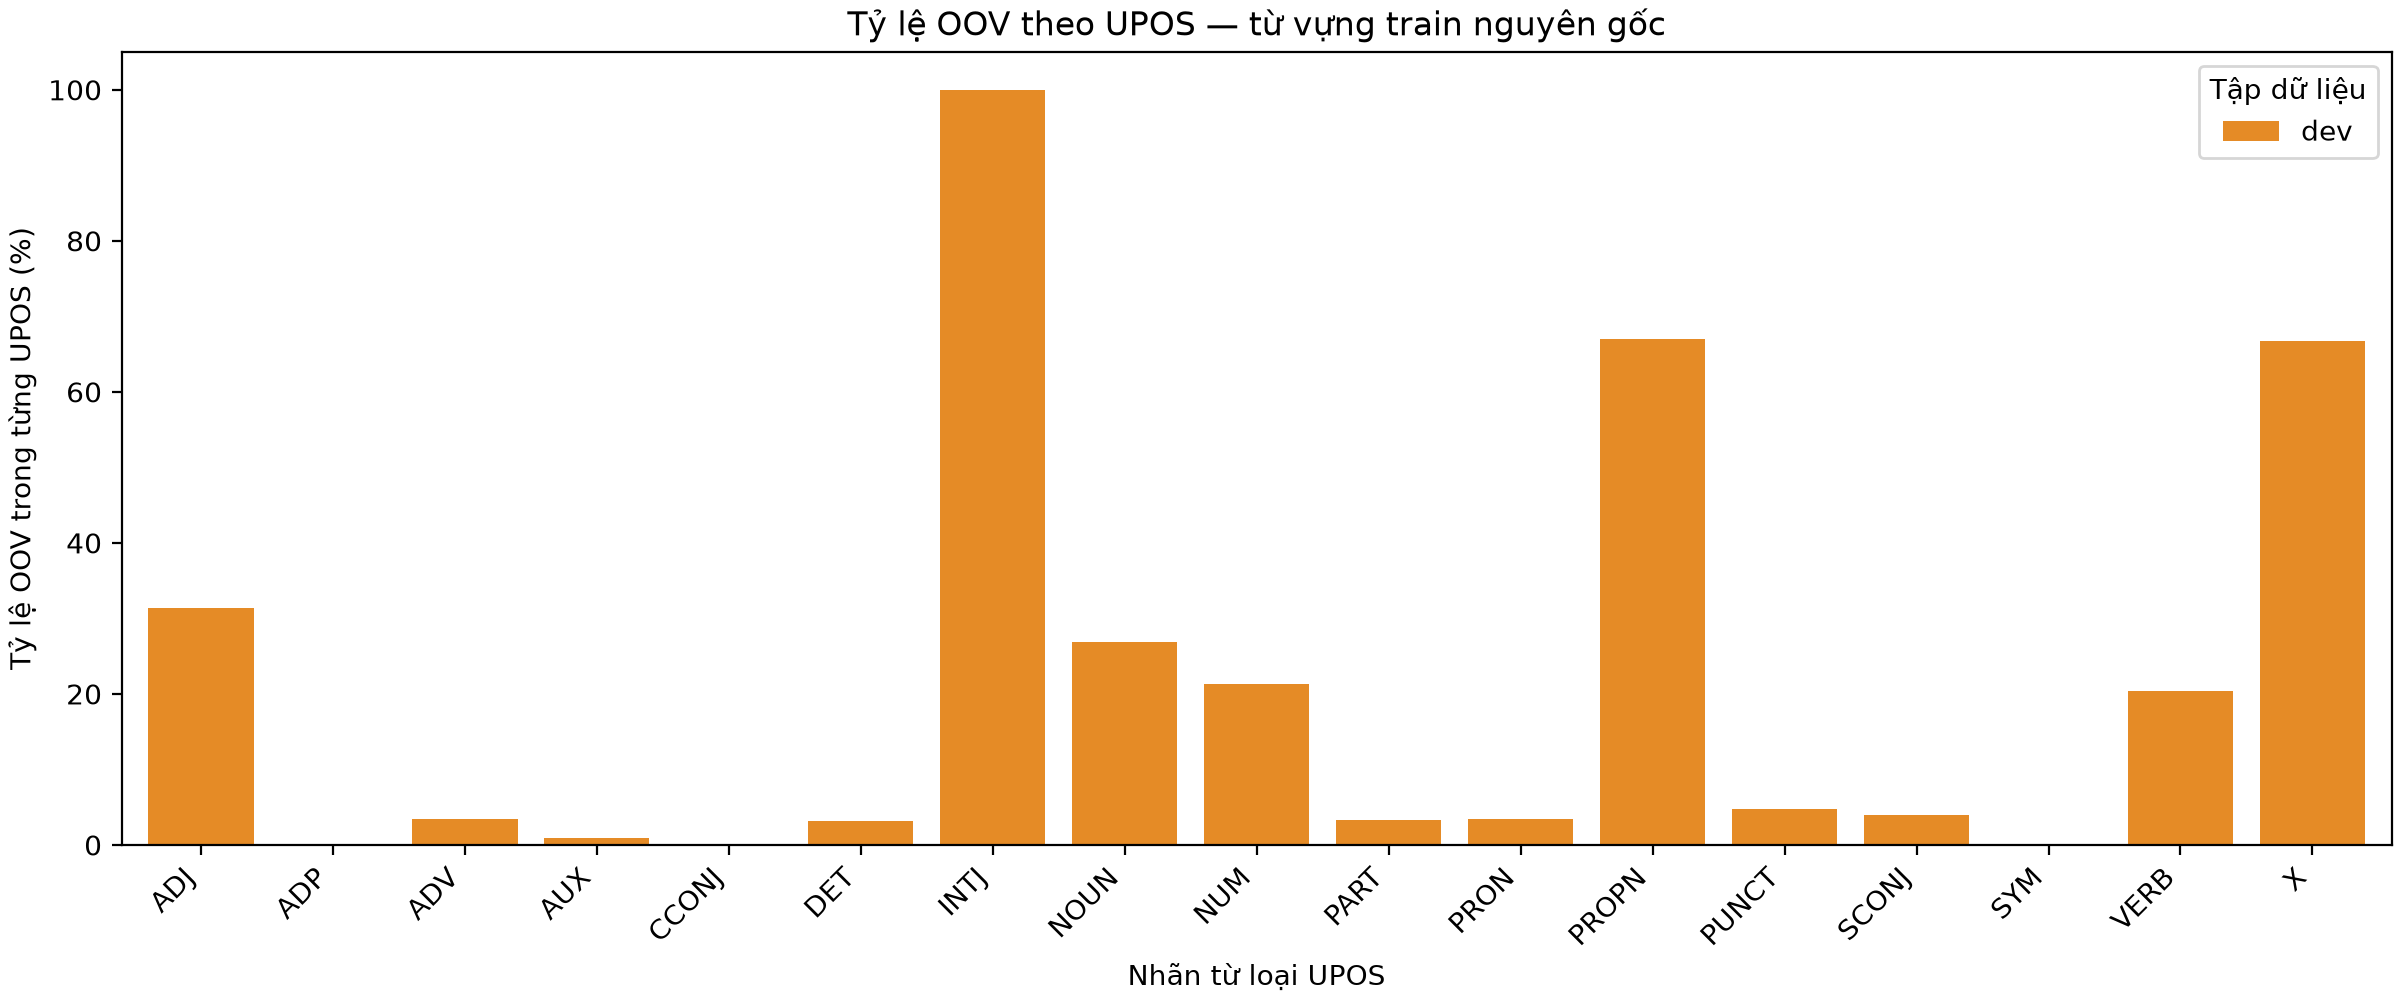 Tỷ lệ OOV theo UPOS — từ vựng train nguyên gốc
Tập dữ liệu
dev
Tỷ lệ OOV trong từng UPOS (%)
100
80
60
40
20
0
ADJ
ADP
ADV
AUX
CCONJ
DET
INTJ
NOUN
NUM
PART
PRON
PROPN
PUNCT
SCONJ
SYM
VERB
X
Nhãn từ loại UPOS